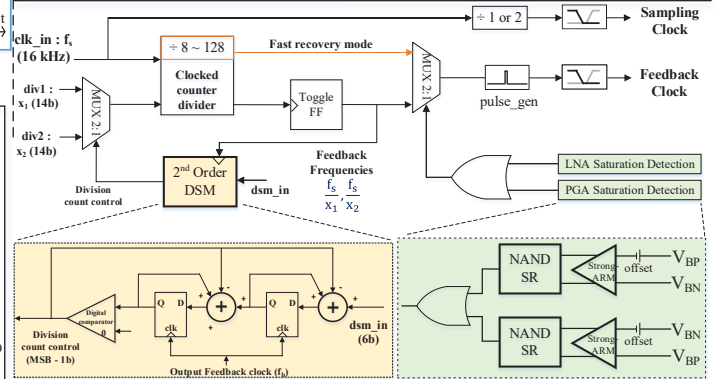 t
clk_in : fs
(16 kHz)
÷ 1 or 2
Sampling
Clock
÷ 8 ~ 128
Fast recovery mode
Clocked
counter
divider
MUX 2:1
pulse_gen
Feedback
Clock
div1 :
x1 (14b)
div2 :
x2 (14b)
MUX 2:1
Toggle
FF
Division
count control
2nd Order
DSM
dsm_in
Feedback
Frequencies
fs/x1, fs/x2
LNA Saturation Detection
PGA Saturation Detection
Digital
comparator
0
Q D
clk
+
+
+
-
Q D
clk
+
+
+
-
dsm_in
(6b)
Division
count control
(MSB - 1b)
Output Feedback clock (fb)
NAND
SR
Strong-
ARM
offset
VBP
VBN
NAND
SR
Strong-
ARM
offset
VBN
VBP